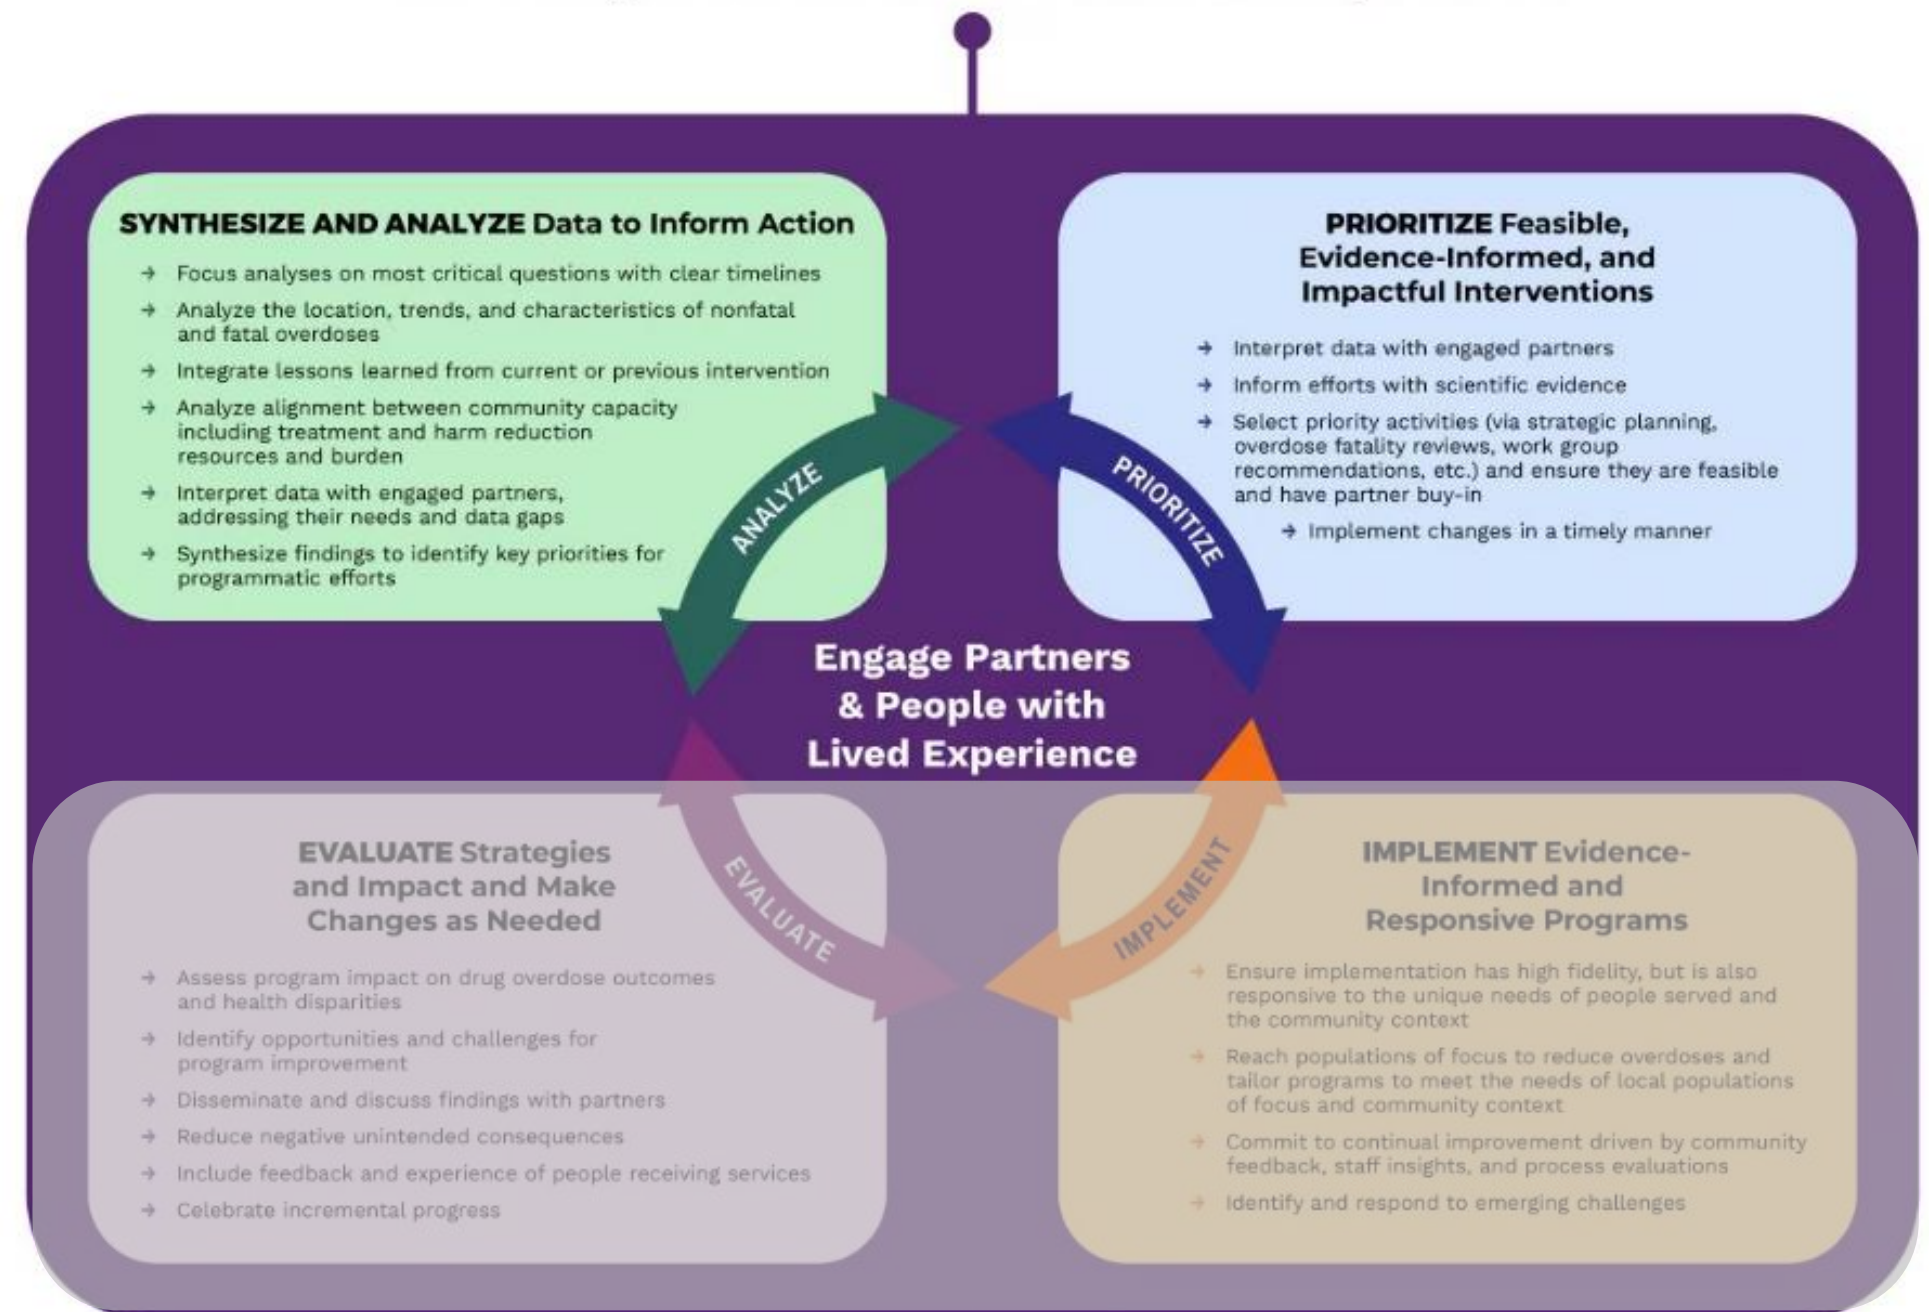 SYNTHESIZE AND ANALYZE Data to Inform Action
→ Focus analyses on most critical questions with clear timelines
→ Analyze the location, trends, and characteristics of nonfatal
and fatal overdoses
→ Integrate lessons learned from current or previous intervention
→ Analyze alignment between community capacity
including treatment and harm reduction
resources and burden
→ Interpret data with engaged partners,
addressing their needs and data gaps
→ Synthesize findings to identify key priorities for
programmatic efforts
PRIORITIZE Feasible,
Evidence-Informed, and
Impactful Interventions
→ Interpret data with engaged partners
→ Inform efforts with scientific evidence
→ Select priority activities (via strategic planning,
overdose fatality reviews, work group
recommendations, etc.) and ensure they are feasible
and have partner buy-in
→ Implement changes in a timely manner
ANALYZE
PRIORITIZE
Engage Partners
& People with
Lived Experience
EVALUATE
IMPLEMENT
EVALUATE Strategies
and Impact and Make
Changes as Needed
→ Assess program impact on drug overdose outcomes
and health disparities
→ Identify opportunities and challenges for
program improvement
→ Disseminate and discuss findings with partners
→ Reduce negative unintended consequences
→ Include feedback and experience of people receiving services
→ Celebrate incremental progress
IMPLEMENT Evidence-
Informed and
Responsive Programs
→ Ensure implementation has high fidelity, but is also
responsive to the unique needs of people served and
the community context
→ Reach populations of focus to reduce overdoses and
tailor programs to meet the needs of local populations
of focus and community context
→ Commit to continual improvement driven by community
feedback, staff insights, and process evaluations
→ Identify and respond to emerging challenges